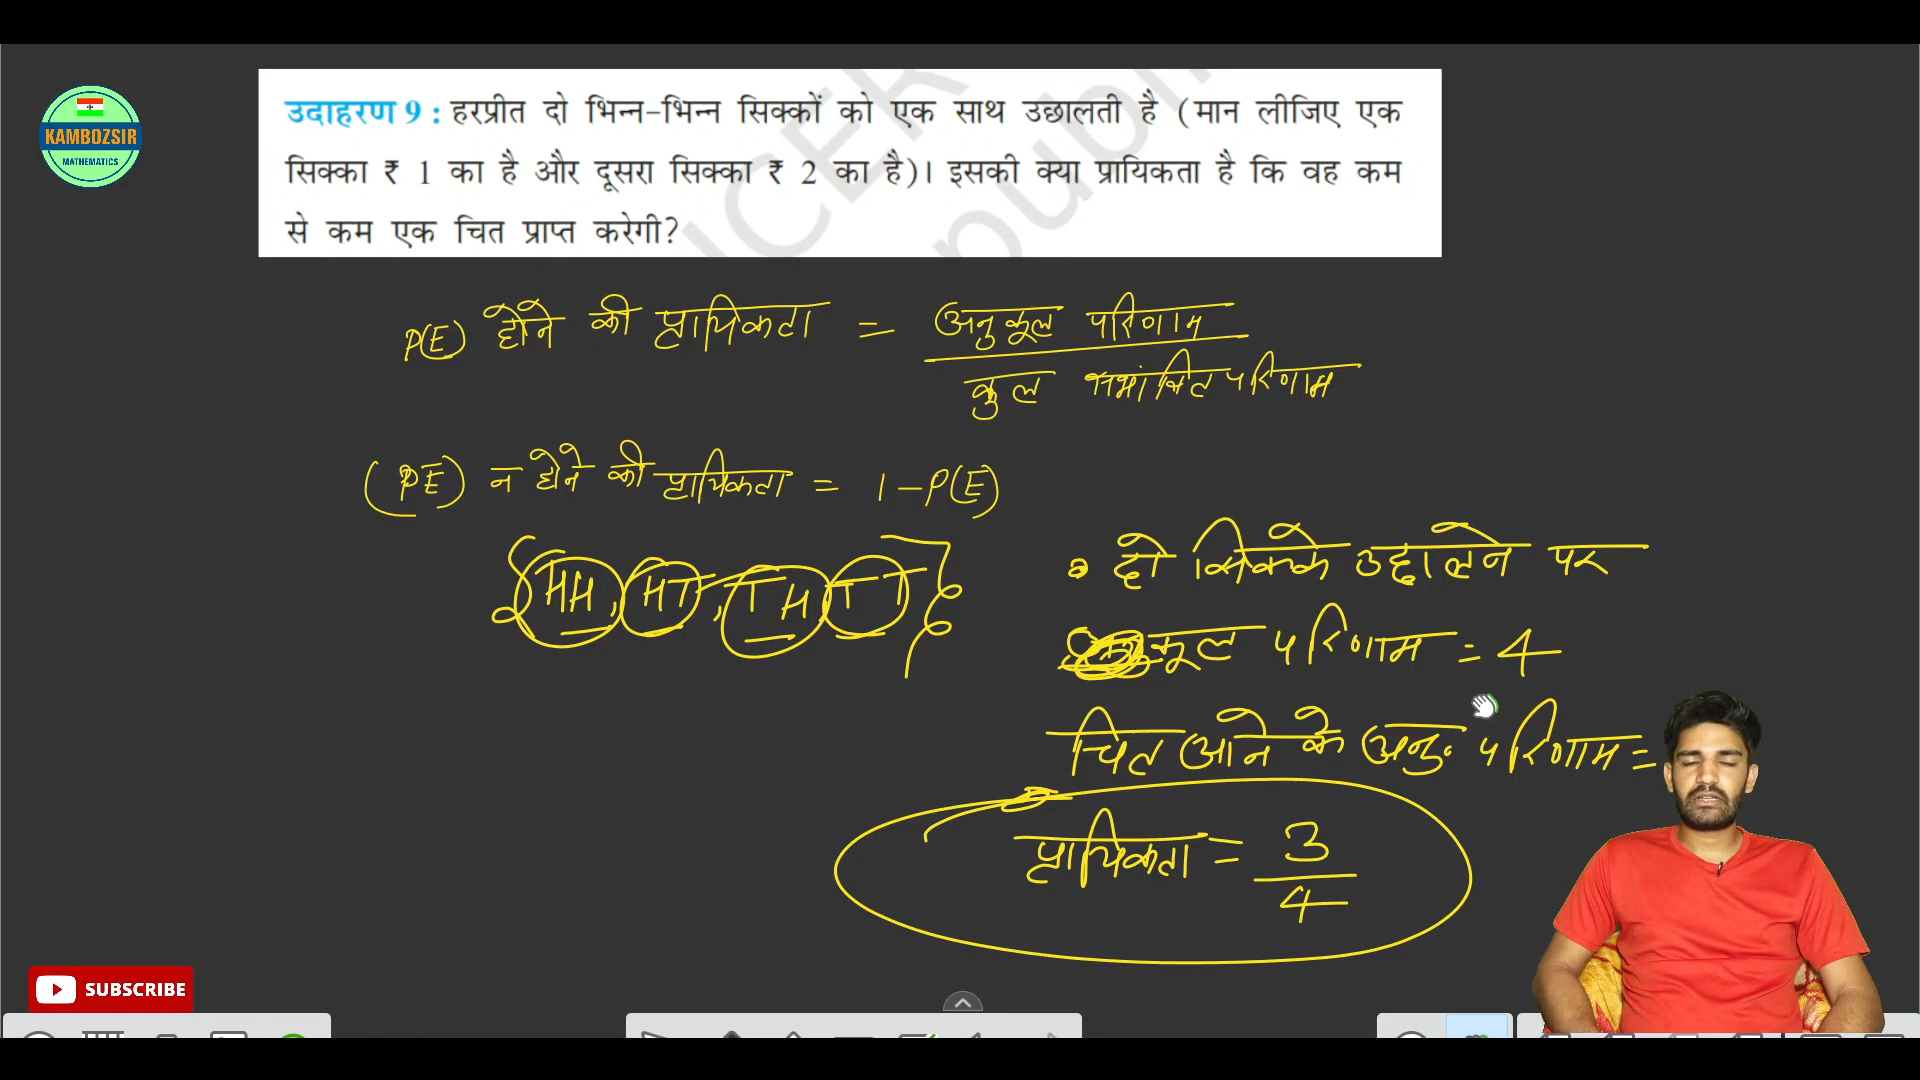 KAMBOZSIR
MATHEMATICS
उदाहरण 9 : हरप्रीत दो भिन्न-भिन्न सिक्कों को एक साथ उछालती है (मान लीजिए एक
सिक्का ₹ 1 का है और दूसरा सिक्का ₹ 2 का है)। इसकी क्या प्रायिकता है कि वह कम
से कम एक चित प्राप्त करेगी?
P(E) होने की प्रायिकता = अनुकूल परिणाम
कुल परिणाम
(PE) न होने की प्रायिकता = 1-P(E)
{HH, HT, TH, TT}
• दो सिक्के उछालने पर
कूल परिणाम = 4
चित आने के अनु. परिणाम =
प्रायिकता = 3
4
SUBSCRIBE